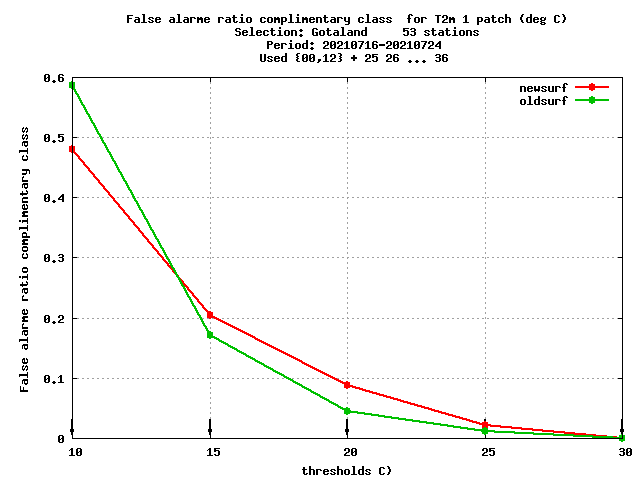 False alarme ratio complimentary class  for T2m 1 patch (deg C)
Selection: Gotaland     53 stations
Period: 20210716-20210724
Used {00,12} + 25 26 ... 36
newsurf
oldsurf
False alarme ratio complimentary class
0.6
0.5
0.4
0.3
0.2
0.1
0
10 15 20 25 30
thresholds C)